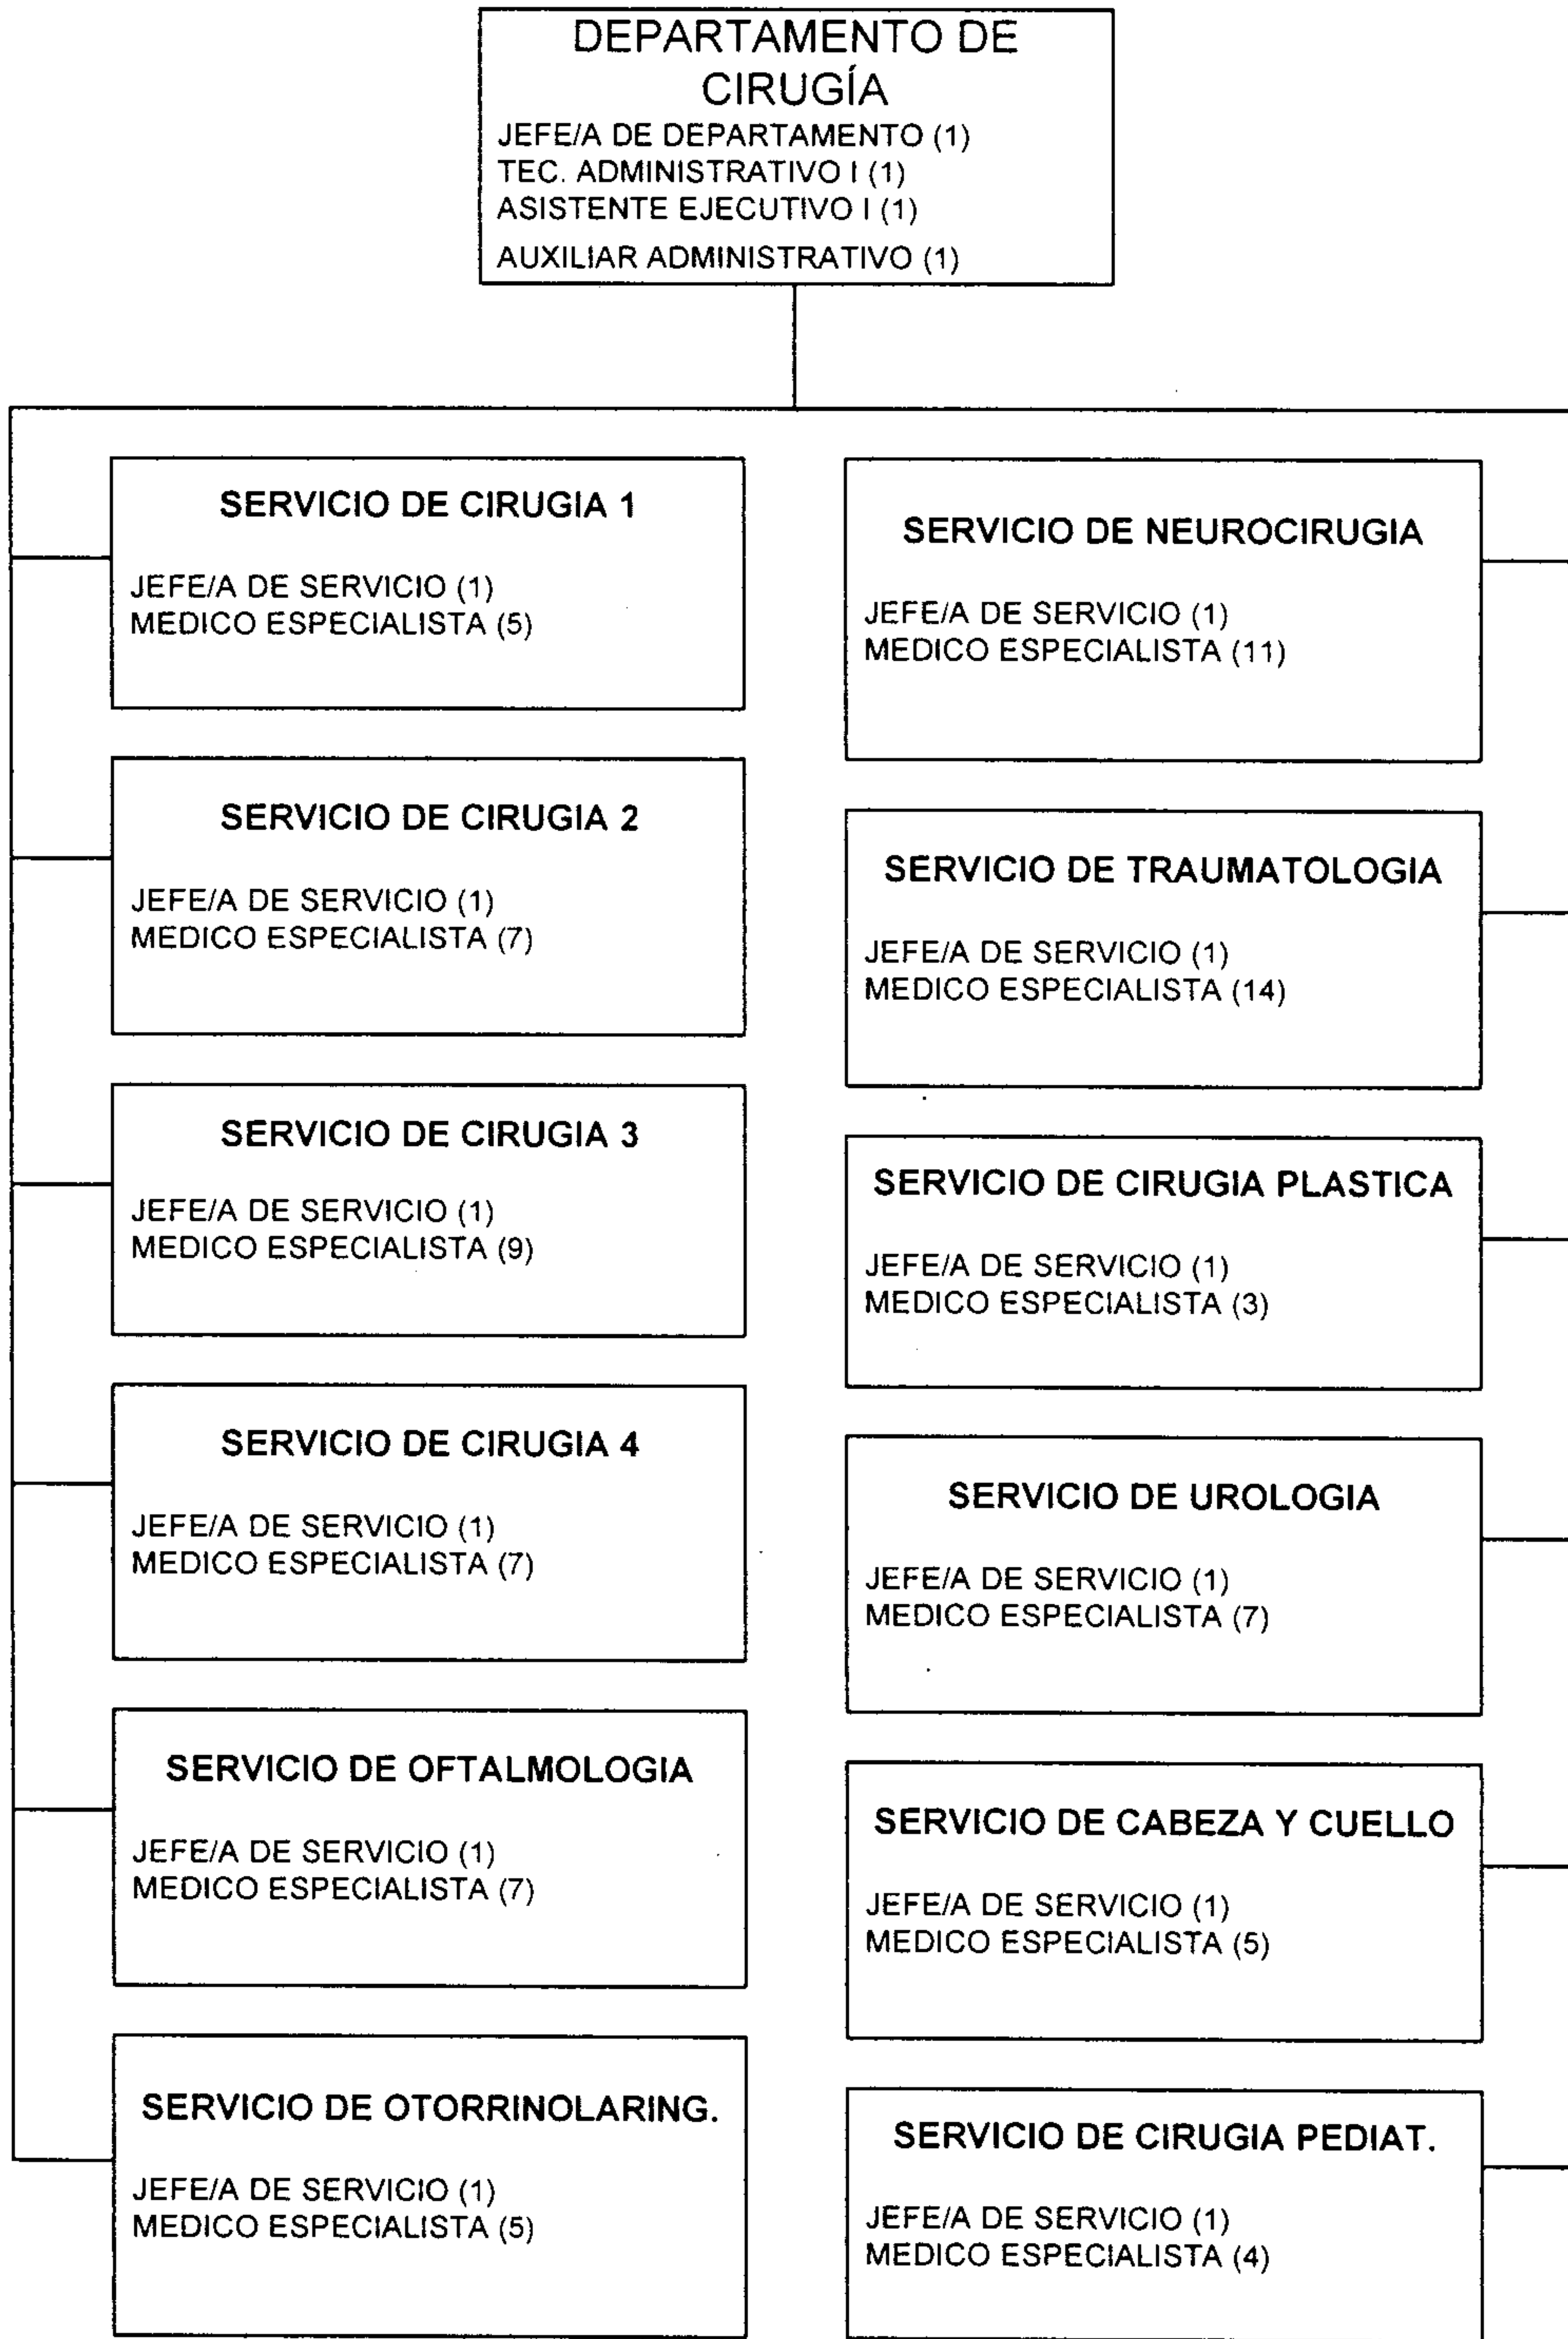 DEPARTAMENTO DE
CIRUGÍA
JEFE/A DE DEPARTAMENTO (1)
TEC. ADMINISTRATIVO I (1)
ASISTENTE EJECUTIVO I (1)
AUXILIAR ADMINISTRATIVO (1)
SERVICIO DE CIRUGIA 1
JEFE/A DE SERVICIO (1)
MEDICO ESPECIALISTA (5)
SERVICIO DE CIRUGIA 2
JEFE/A DE SERVICIO (1)
MEDICO ESPECIALISTA (7)
SERVICIO DE CIRUGIA 3
JEFE/A DE SERVICIO (1)
MEDICO ESPECIALISTA (9)
SERVICIO DE CIRUGIA 4
JEFE/A DE SERVICIO (1)
MEDICO ESPECIALISTA (7)
SERVICIO DE OFTALMOLOGIA
JEFE/A DE SERVICIO (1)
MEDICO ESPECIALISTA (7)
SERVICIO DE OTORRINOLARING.
JEFE/A DE SERVICIO (1)
MEDICO ESPECIALISTA (5)
SERVICIO DE NEUROCIRUGIA
JEFE/A DE SERVICIO (1)
MEDICO ESPECIALISTA (11)
SERVICIO DE TRAUMATOLOGIA
JEFE/A DE SERVICIO (1)
MEDICO ESPECIALISTA (14)
SERVICIO DE CIRUGIA PLASTICA
JEFE/A DE SERVICIO (1)
MEDICO ESPECIALISTA (3)
SERVICIO DE UROLOGIA
JEFE/A DE SERVICIO (1)
MEDICO ESPECIALISTA (7)
SERVICIO DE CABEZA Y CUELLO
JEFE/A DE SERVICIO (1)
MEDICO ESPECIALISTA (5)
SERVICIO DE CIRUGIA PEDIAT.
JEFE/A DE SERVICIO (1)
MEDICO ESPECIALISTA (4)